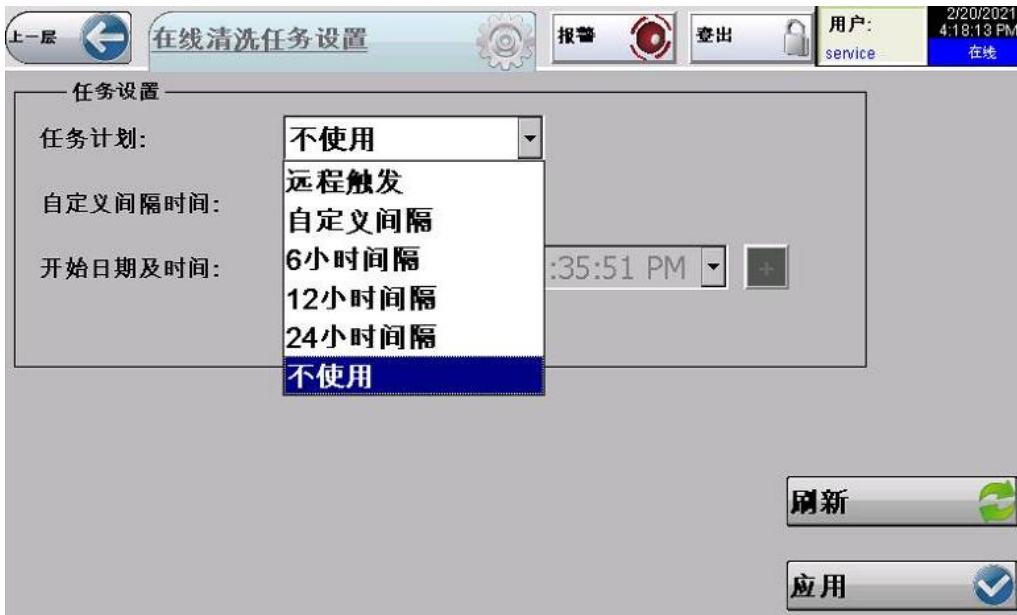 上一层
在线清洗任务设置
报警
登出
用户:
service
2/20/2021
4:18:13 PM
在线
任务设置
任务计划:
不使用
远程触发
自定义间隔
6小时间隔
12小时间隔
24小时间隔
不使用
自定义间隔时间:
开始日期及时间:
:35:51 PM
+
刷新
应用